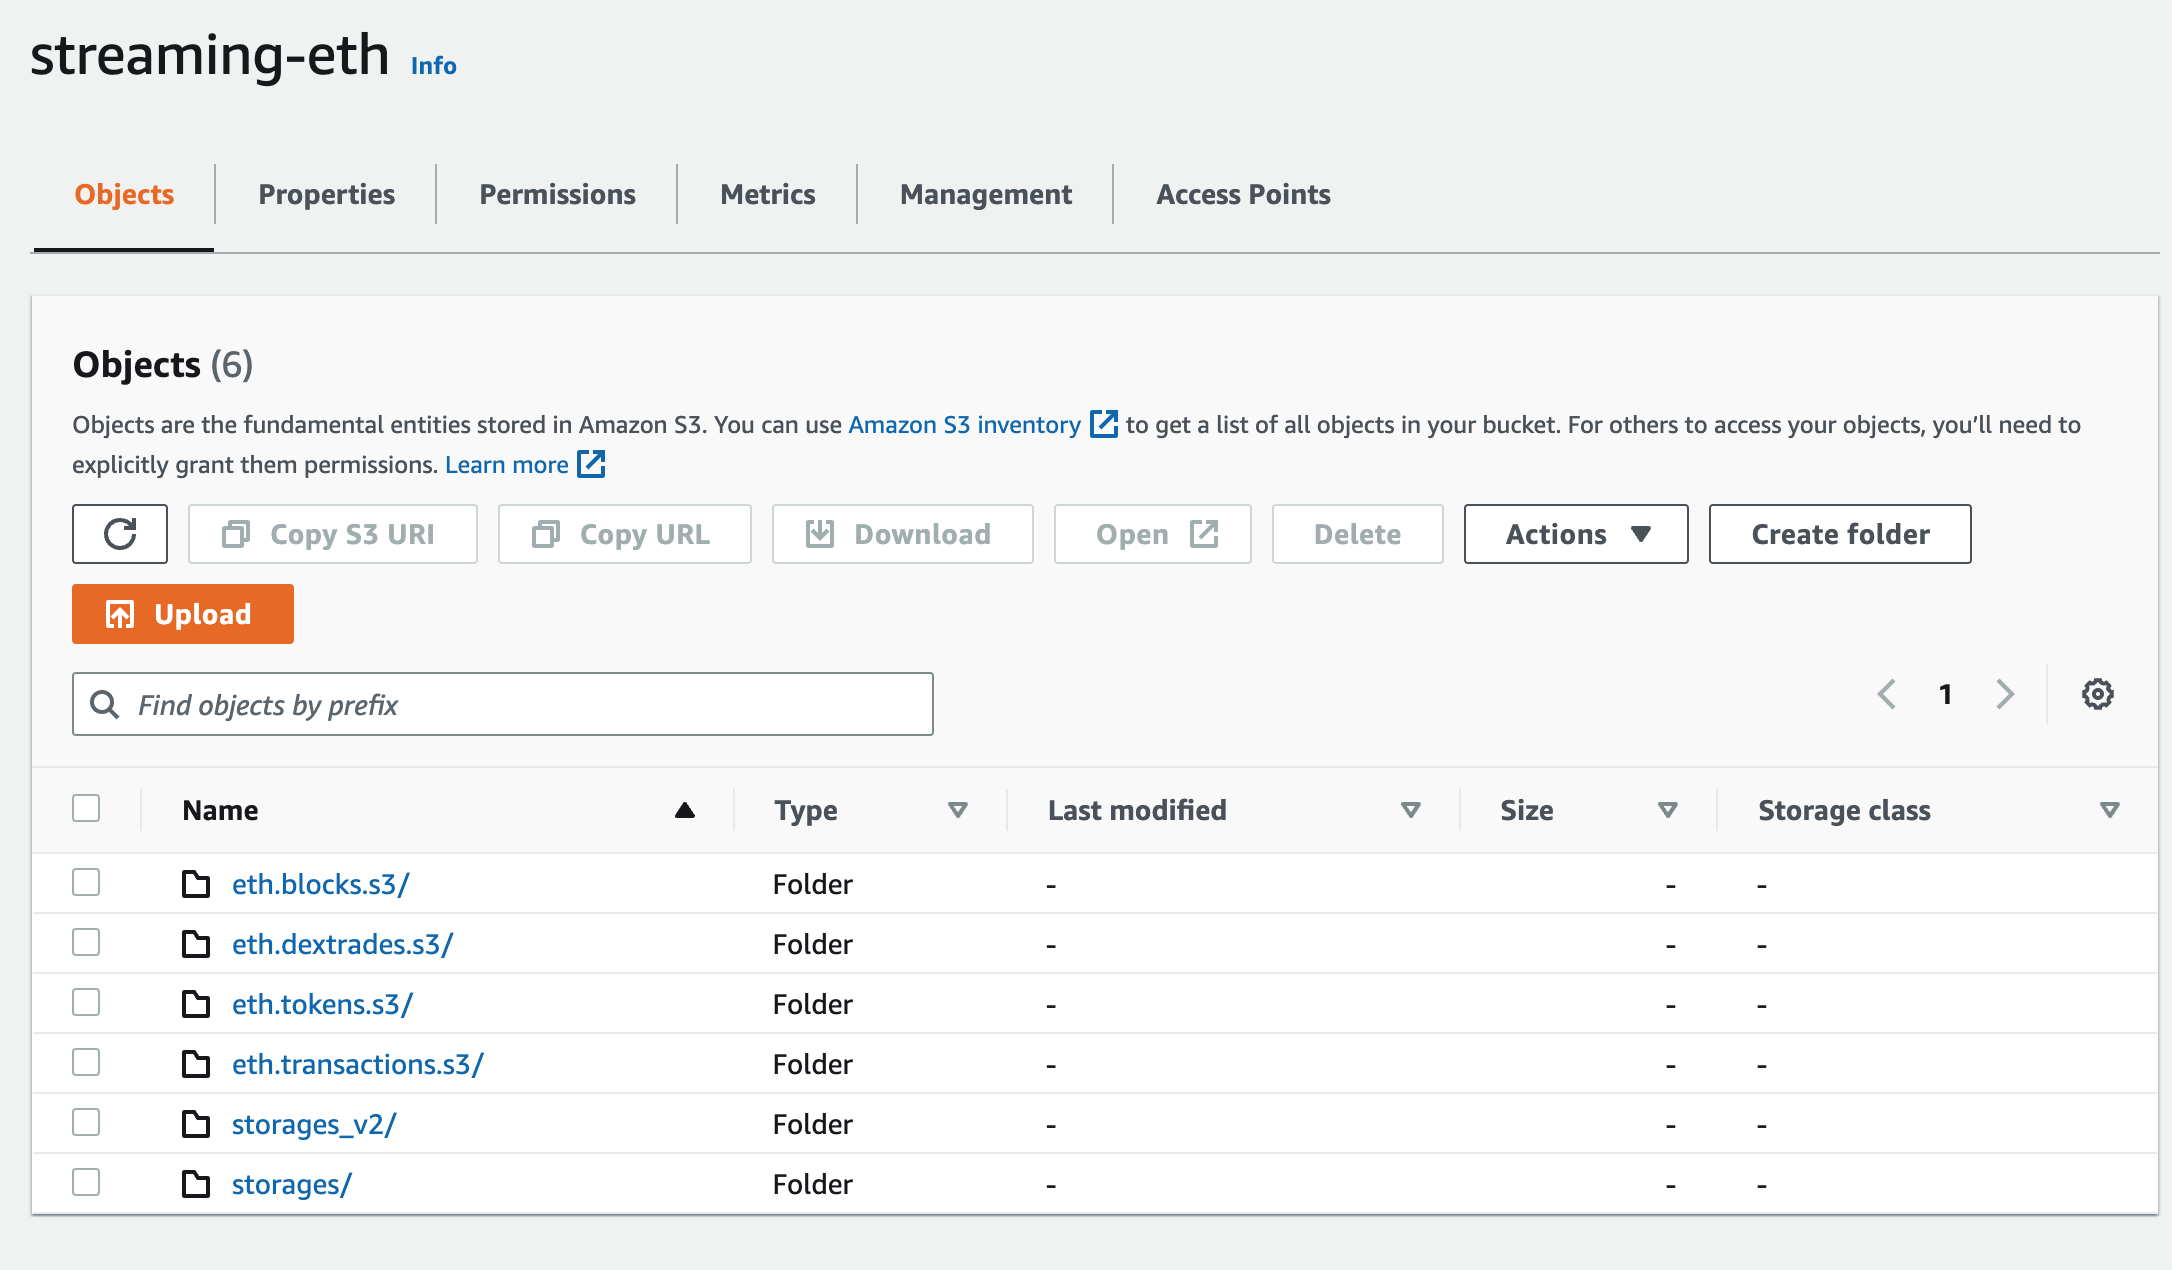 streaming-eth Info
Objects Properties Permissions Metrics Management Access Points
Objects (6)
Objects are the fundamental entities stored in Amazon S3. You can use Amazon S3 inventory to get a list of all objects in your bucket. For others to access your objects, you’ll need to
explicitly grant them permissions. Learn more
Copy S3 URI Copy URL Download Open Delete Actions Create folder
Upload
Find objects by prefix 1
Name Type Last modified Size Storage class
eth.blocks.s3/ Folder - - -
eth.dextrades.s3/ Folder - - -
eth.tokens.s3/ Folder - - -
eth.transactions.s3/ Folder - - -
storages_v2/ Folder - - -
storages/ Folder - - -